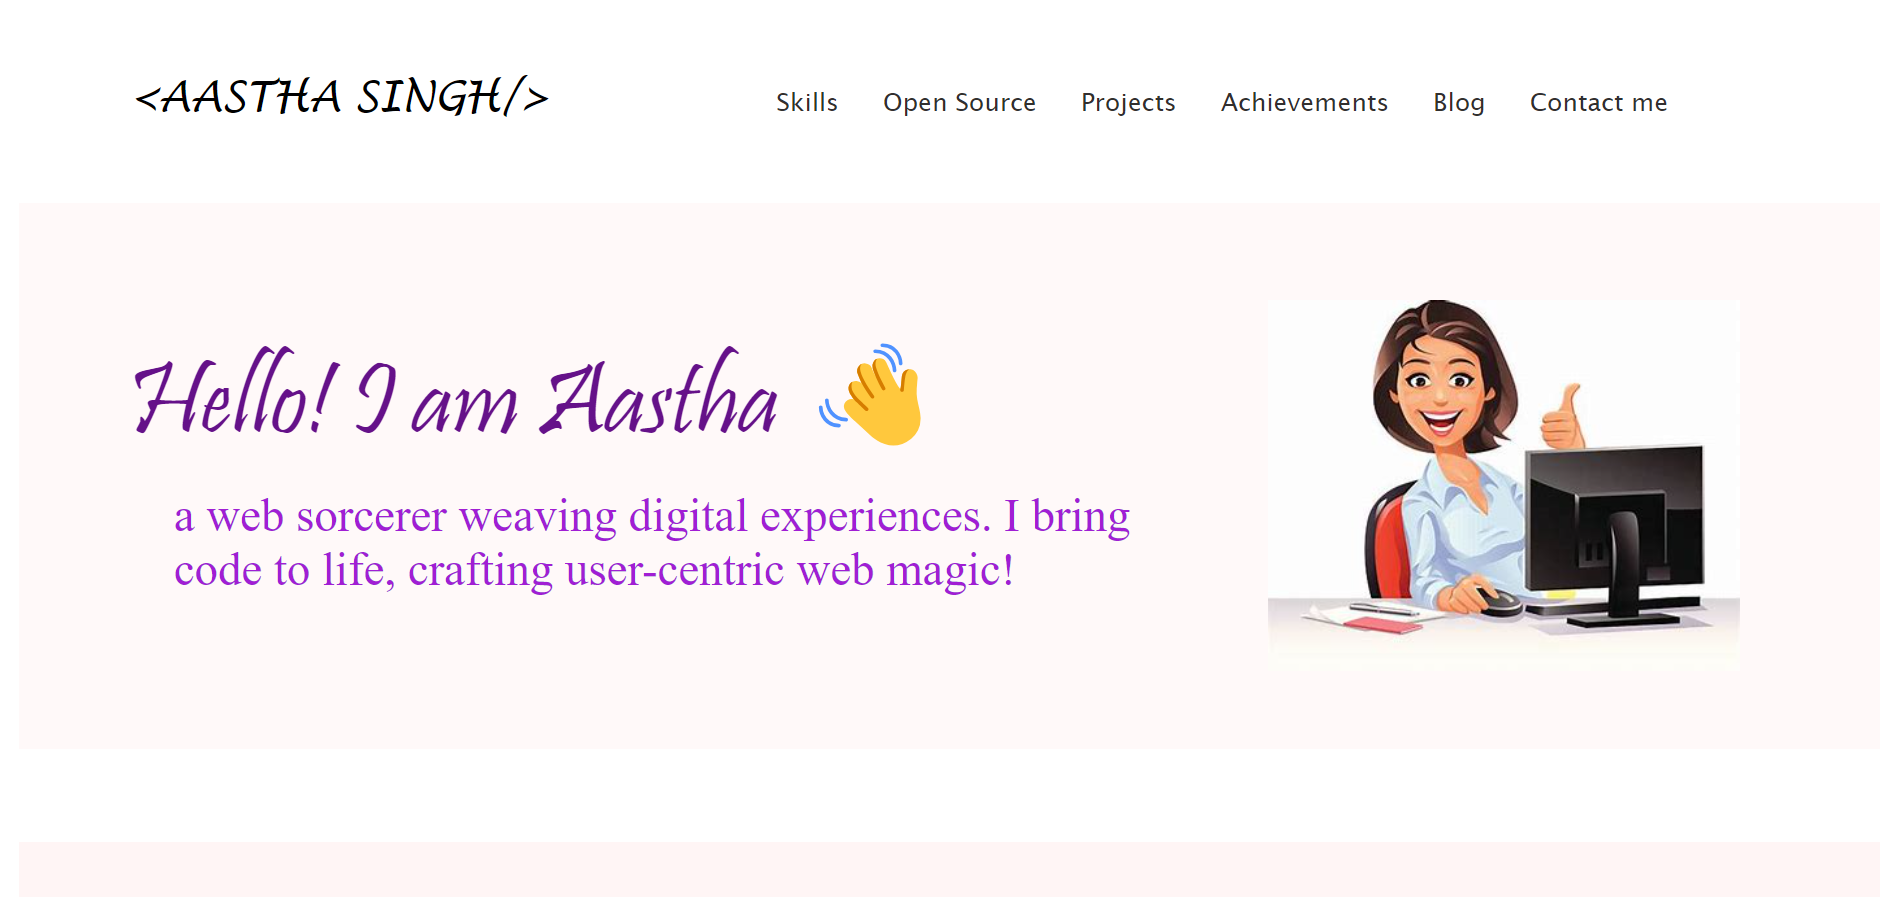 <AASTHA SINGH/>
Skills Open Source Projects Achievements Blog Contact me
Hello! I am Aastha 👋
a web sorcerer weaving digital experiences. I bring
code to life, crafting user-centric web magic!